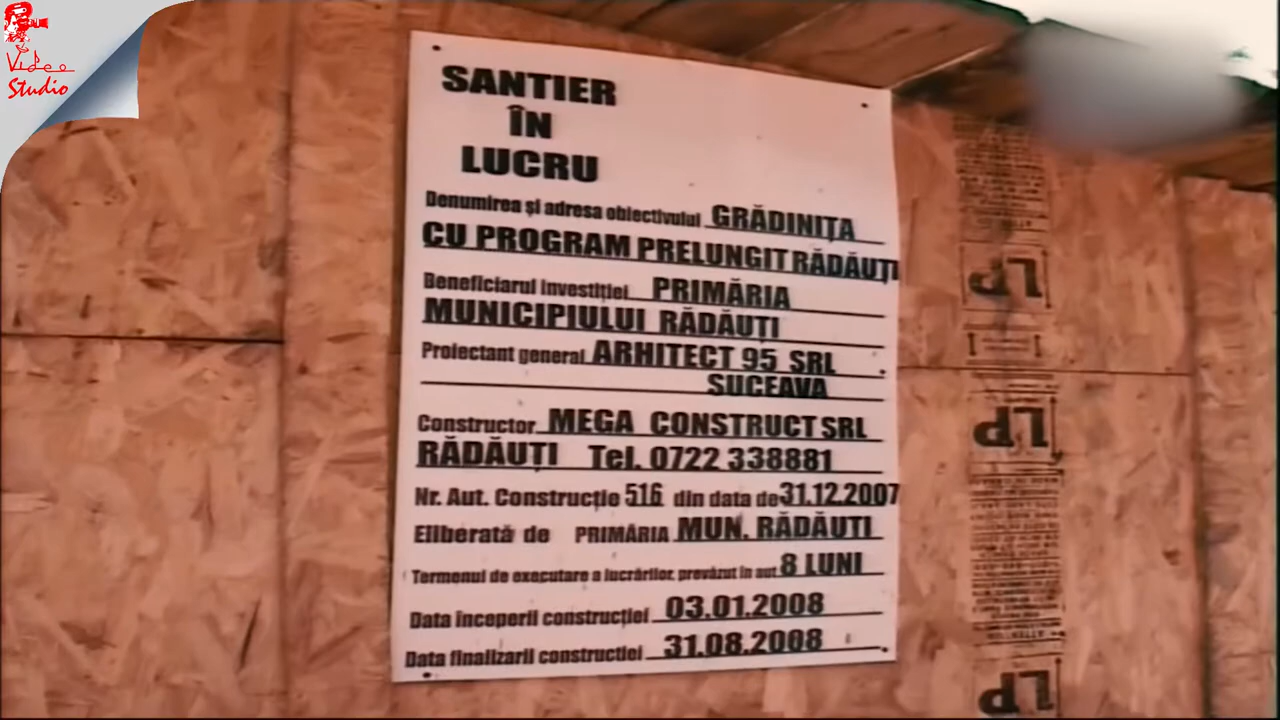 Video
Studio
SANTIER
ÎN
LUCRU
Denumirea și adresa obiectivului GRĂDINIȚA
CU PROGRAM PRELUNGIT RĂDĂUȚI
Beneficiarul investiției PRIMĂRIA
MUNICIPIULUI RĂDĂUȚI
Proiectant general ARHITECT 95 SRL
SUCEAVA
Constructor MEGA CONSTRUCT SRL
RĂDĂUȚI Tel. 0722 338881
Nr. Aut. Construcție 516 din data de 31.12.2007
Eliberată de PRIMĂRIA MUN. RĂDĂUTI
Termenul de executare a lucrărilor, prevăzut în aut 8 LUNI
Data începerii construcției 03.01.2008
Data finalizarii constructiei 31.08.2008
LP
LP
LP